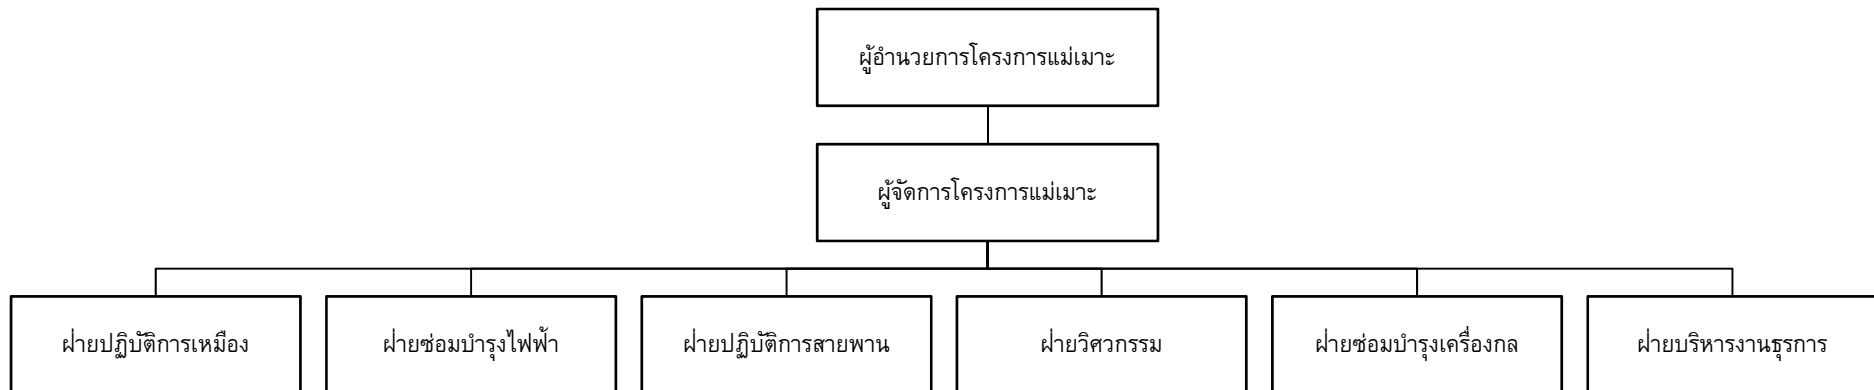 ผู้อำนวยการโครงการแม่เมาะ
ผู้จัดการโครงการแม่เมาะ
ฝ่ายปฏิบัติการเหมือง
ฝ่ายซ่อมบำรุงไฟฟ้า
ฝ่ายปฏิบัติการสายพาน
ฝ่ายวิศวกรรม
ฝ่ายซ่อมบำรุงเครื่องกล
ฝ่ายบริหารงานธุรการ